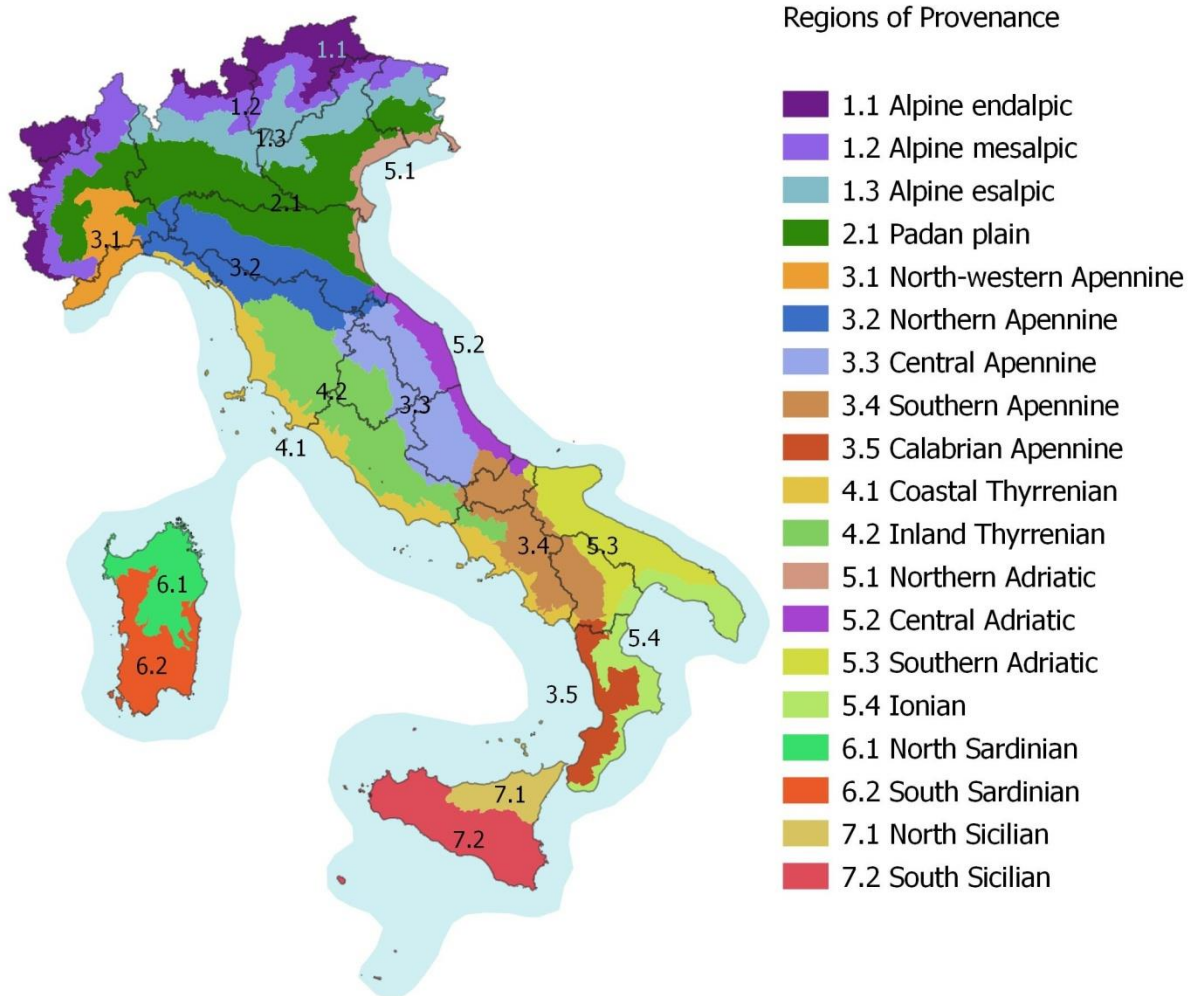 Regions of Provenance
1.1 Alpine endalpic
1.2 Alpine mesalpic
1.3 Alpine esalpic
2.1 Padan plain
3.1 North-western Apennine
3.2 Northern Apennine
3.3 Central Apennine
3.4 Southern Apennine
3.5 Calabrian Apennine
4.1 Coastal Thyrrenian
4.2 Inland Thyrrenian
5.1 Northern Adriatic
5.2 Central Adriatic
5.3 Southern Adriatic
5.4 Ionian
6.1 North Sardinian
6.2 South Sardinian
7.1 North Sicilian
7.2 South Sicilian
1.1
1.2
1.3
5.1
2.1
3.1
3.2
5.2
4.2
3.3
4.1
3.4
5.3
6.1
5.4
6.2
3.5
7.1
7.2